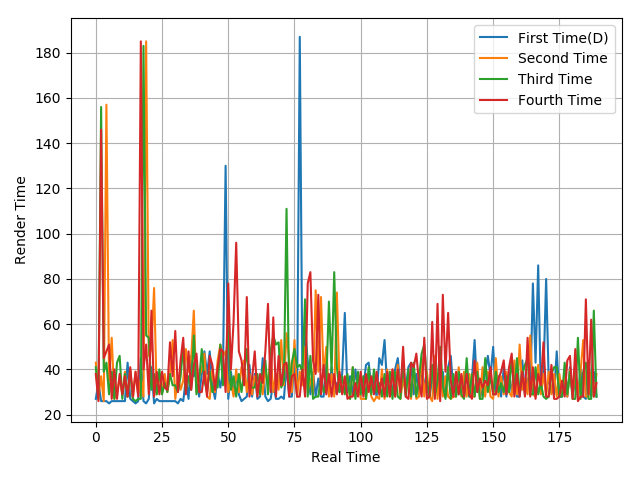 First Time(D)
Second Time
Third Time
Fourth Time
180
160
140
120
100
80
60
40
20
Render Time
0
25
50
75
100
125
150
175
Real Time